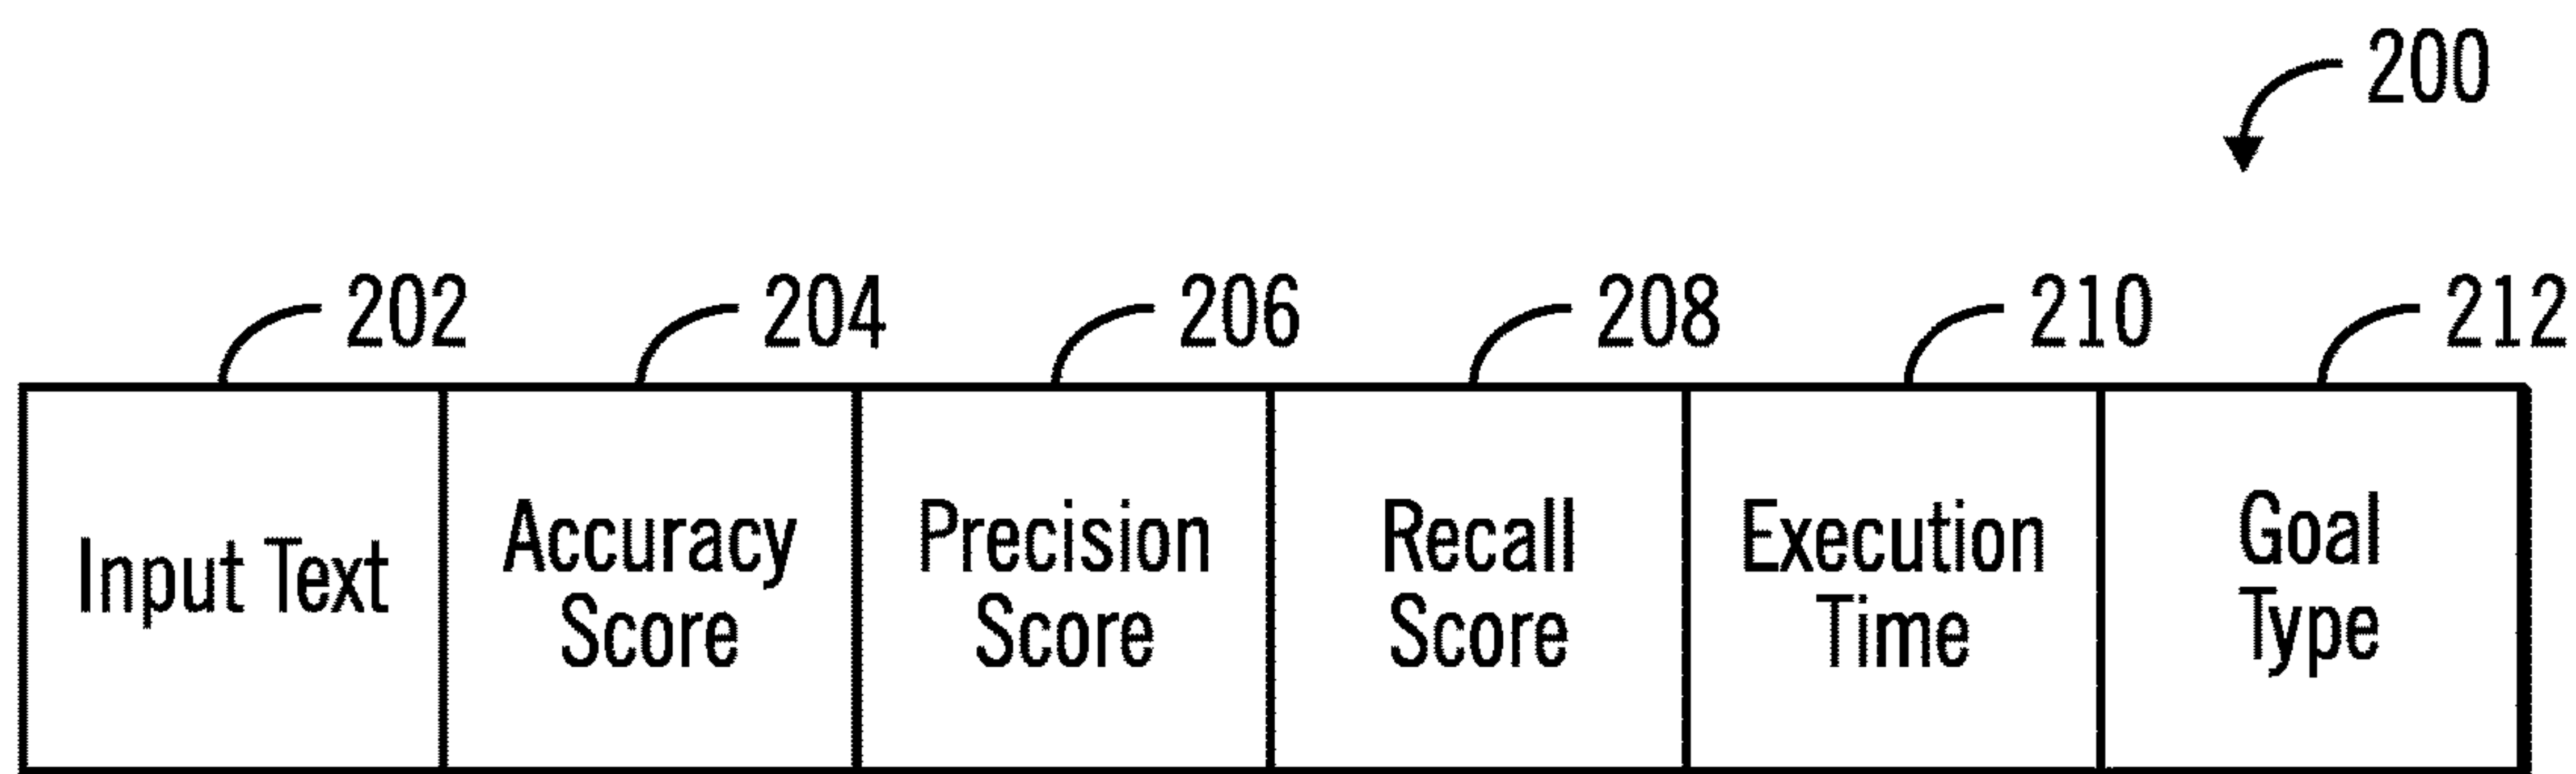 200
202 204 206 208 210 212
Input Text
Accuracy
Score
Precision
Score
Recall
Score
Execution
Time
Goal
Type